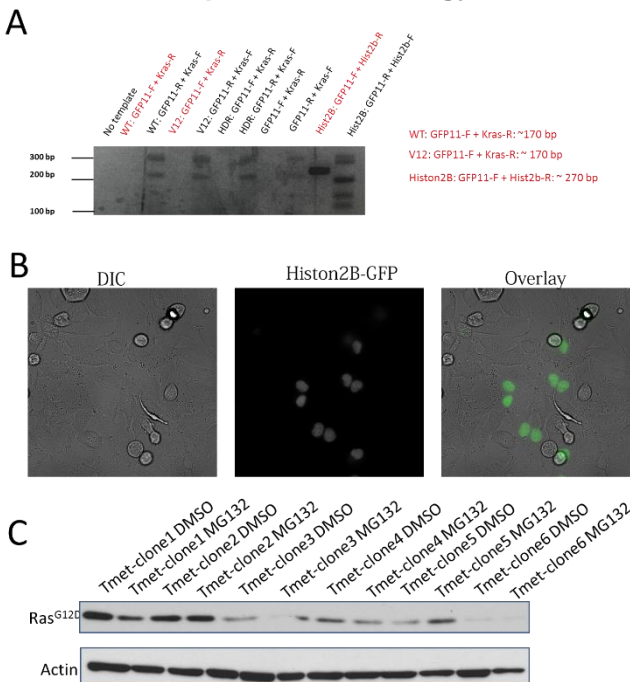 A
No template
WT: GFP11-F + Kras-R
WT: GFP11-R + Kras-F
V12: GFP11-F + Kras-R
V12: GFP11-R + Kras-F
HDR: GFP11-F + Kras-R
HDR: GFP11-R + Kras-F
GFP11-F + Kras-R
GFP11-R + Kras-F
Hist2B: GFP11-F + Hist2b-R
Hist2B: GFP11-R + Hist2b-F
300 bp
200 bp
100 bp
WT: GFP11-F + Kras-R: ~170 bp
V12: GFP11-F + Kras-R: ~ 170 bp
Histon2B: GFP11-F + Hist2b-R: ~ 270 bp
B
DIC
Histon2B-GFP
Overlay
C
Tmet-clone1 DMSO
Tmet-clone1 MG132
Tmet-clone2 DMSO
Tmet-clone2 MG132
Tmet-clone3 DMSO
Tmet-clone3 MG132
Tmet-clone4 DMSO
Tmet-clone4 MG132
Tmet-clone5 DMSO
Tmet-clone5 MG132
Tmet-clone6 DMSO
Tmet-clone6 MG132
Ras^G12D
Actin